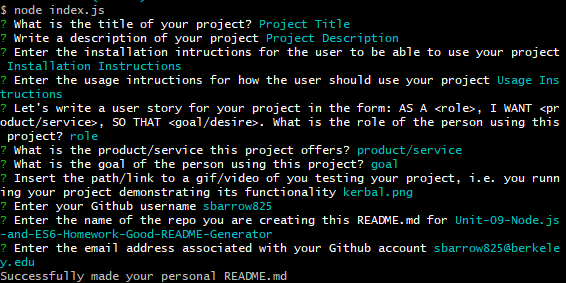 $ node index.js
? What is the title of your project? Project Title
? Write a description of your project Project Description
? Enter the installation intructions for the user to be able to use your project
 Installation Instructions
? Enter the usage intructions for how the user should use your project Usage Ins
tructions
? Let's write a user story for your project in the form: AS A <role>, I WANT <pr
oduct/service>, SO THAT <goal/desire>. What is the role of the person using this
 project? role
? What is the product/service this project offers? product/service
? What is the goal of the person using this project? goal
? Insert the path/link to a gif/video of you testing your project, i.e. you runn
ing your project demonstrating its functionality kerbal.png
? Enter your Github username sbarrow825
? Enter the name of the repo you are creating this README.md for Unit-09-Node.js
-and-ES6-Homework-Good-README-Generator
? Enter the email address associated with your Github account sbarrow825@berkele
y.edu
Successfully made your personal README.md